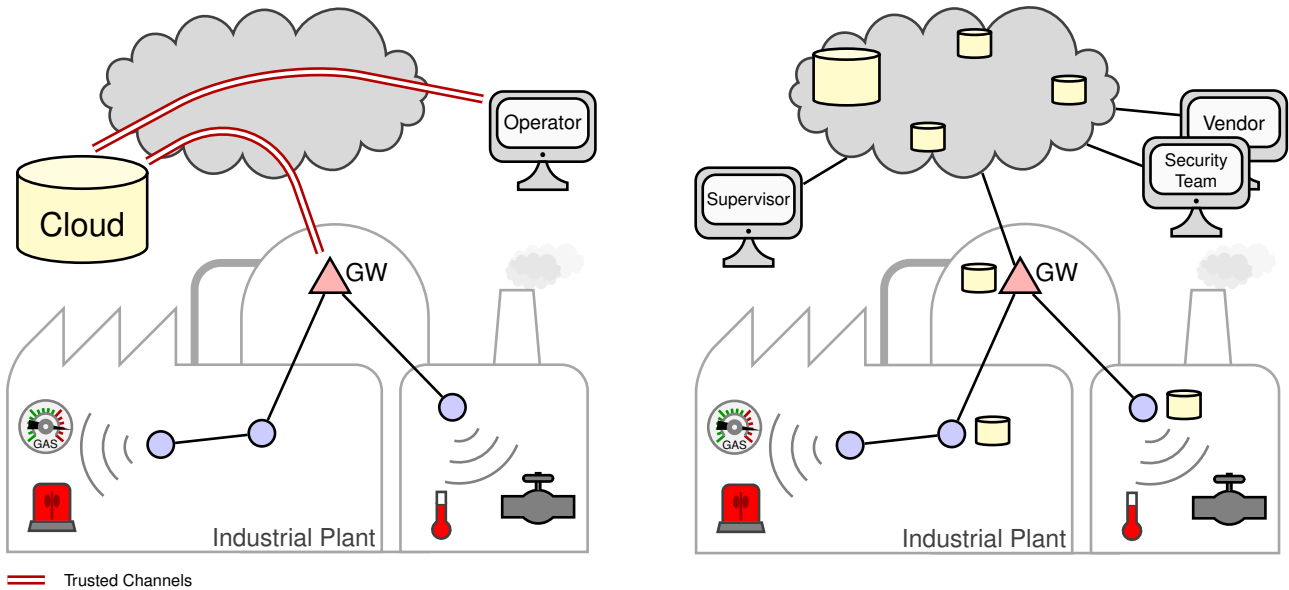 Operator
Cloud
GW
GAS
Industrial Plant
Trusted Channels
Vendor
Security
Team
Supervisor
GW
GAS
Industrial Plant